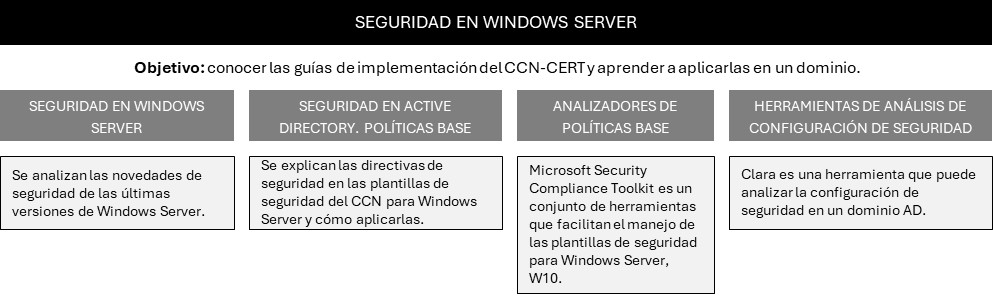 SEGURIDAD EN WINDOWS SERVER
Objetivo: conocer las guías de implementación del CCN-CERT y aprender a aplicarlas en un dominio.
SEGURIDAD EN WINDOWS
SERVER
SEGURIDAD EN ACTIVE
DIRECTORY. POLÍTICAS BASE
ANALIZADORES DE
POLÍTICAS BASE
HERRAMIENTAS DE ANÁLISIS DE
CONFIGURACIÓN DE SEGURIDAD
Se analizan las novedades de
seguridad de las últimas
versiones de Windows Server.
Se explican las directivas de
seguridad en las plantillas de
seguridad del CCN para Windows
Server y cómo aplicarlas.
Microsoft Security
Compliance Toolkit es un
conjunto de herramientas
que facilitan el manejo de
las plantillas de seguridad
para Windows Server,
W10.
Clara es una herramienta que puede
analizar la configuración de
seguridad en un dominio AD.